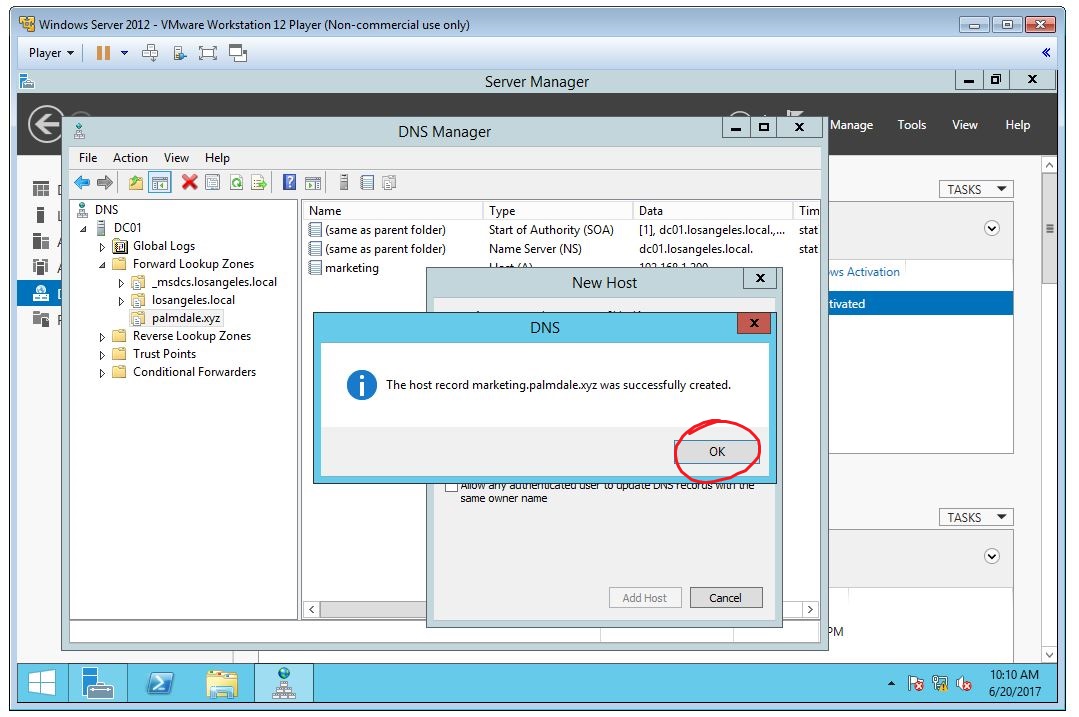 Windows Server 2012 - VMware Workstation 12 Player (Non-commercial use only)
Player
Server Manager
Manage Tools View Help
DNS Manager
File Action View Help
DNS
DC01
Global Logs
Forward Lookup Zones
_msdcs.losangeles.local
losangeles.local
palmdale.xyz
Reverse Lookup Zones
Trust Points
Conditional Forwarders
Name Type Data Tim
(same as parent folder) Start of Authority (SOA) [1], dc01.losangeles.local.,... stat
(same as parent folder) Name Server (NS) dc01.losangeles.local. stat
marketing Host (A) 192.168.1.200
New Host
DNS
The host record marketing.palmdale.xyz was successfully created.
OK
Allow any authenticated user to update DNS records with the
same owner name
Add Host Cancel
TASKS
ws Activation
tivated
TASKS
PM
10:10 AM
6/20/2017